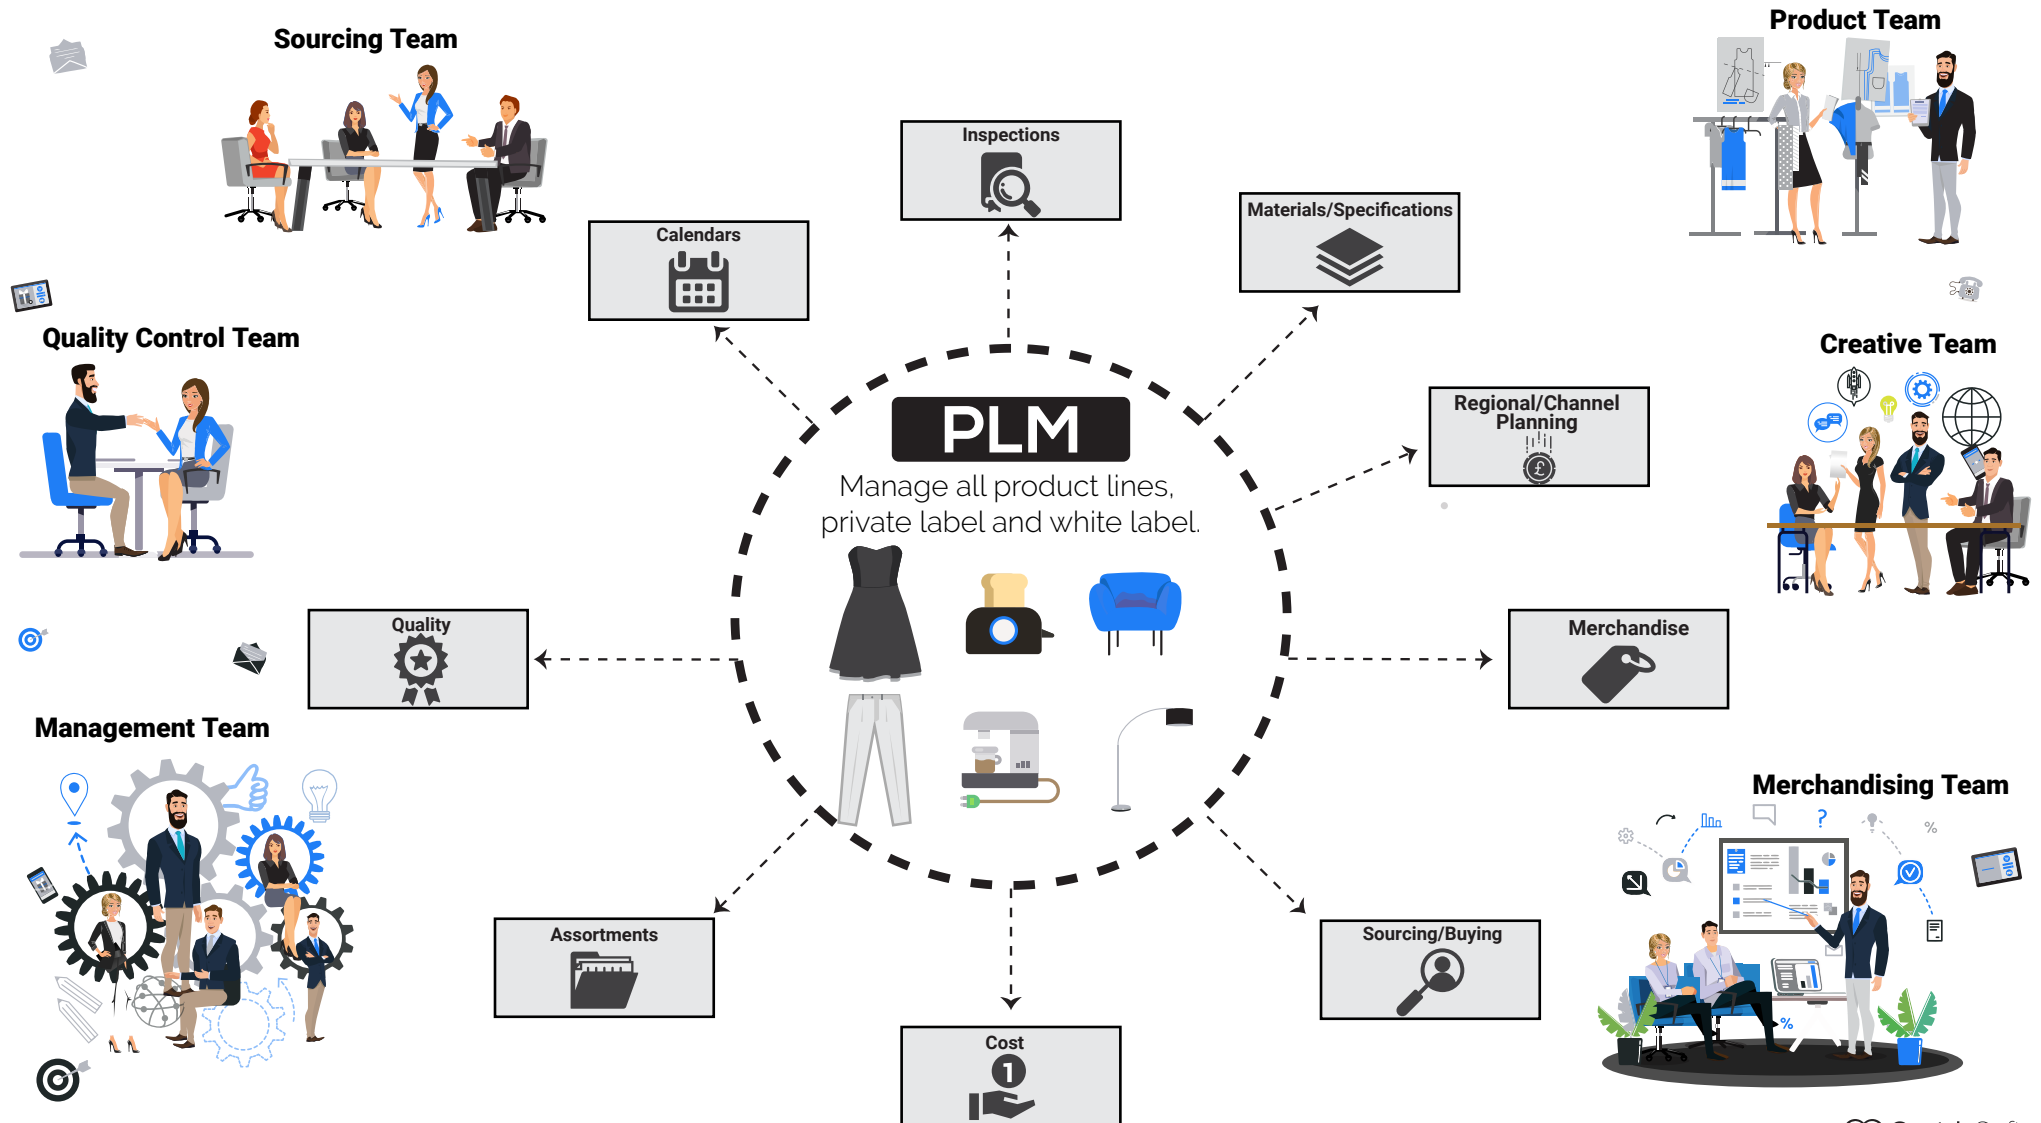 Sourcing Team
Product Team
Inspections
Materials/Specifications
Calendars
Quality Control Team
Creative Team
Regional/Channel
Planning
£
PLM
Manage all product lines,
private label and white label.
Quality
Merchandise
Management Team
Merchandising Team
?
%
Assortments
Sourcing/Buying
%
Cost
1